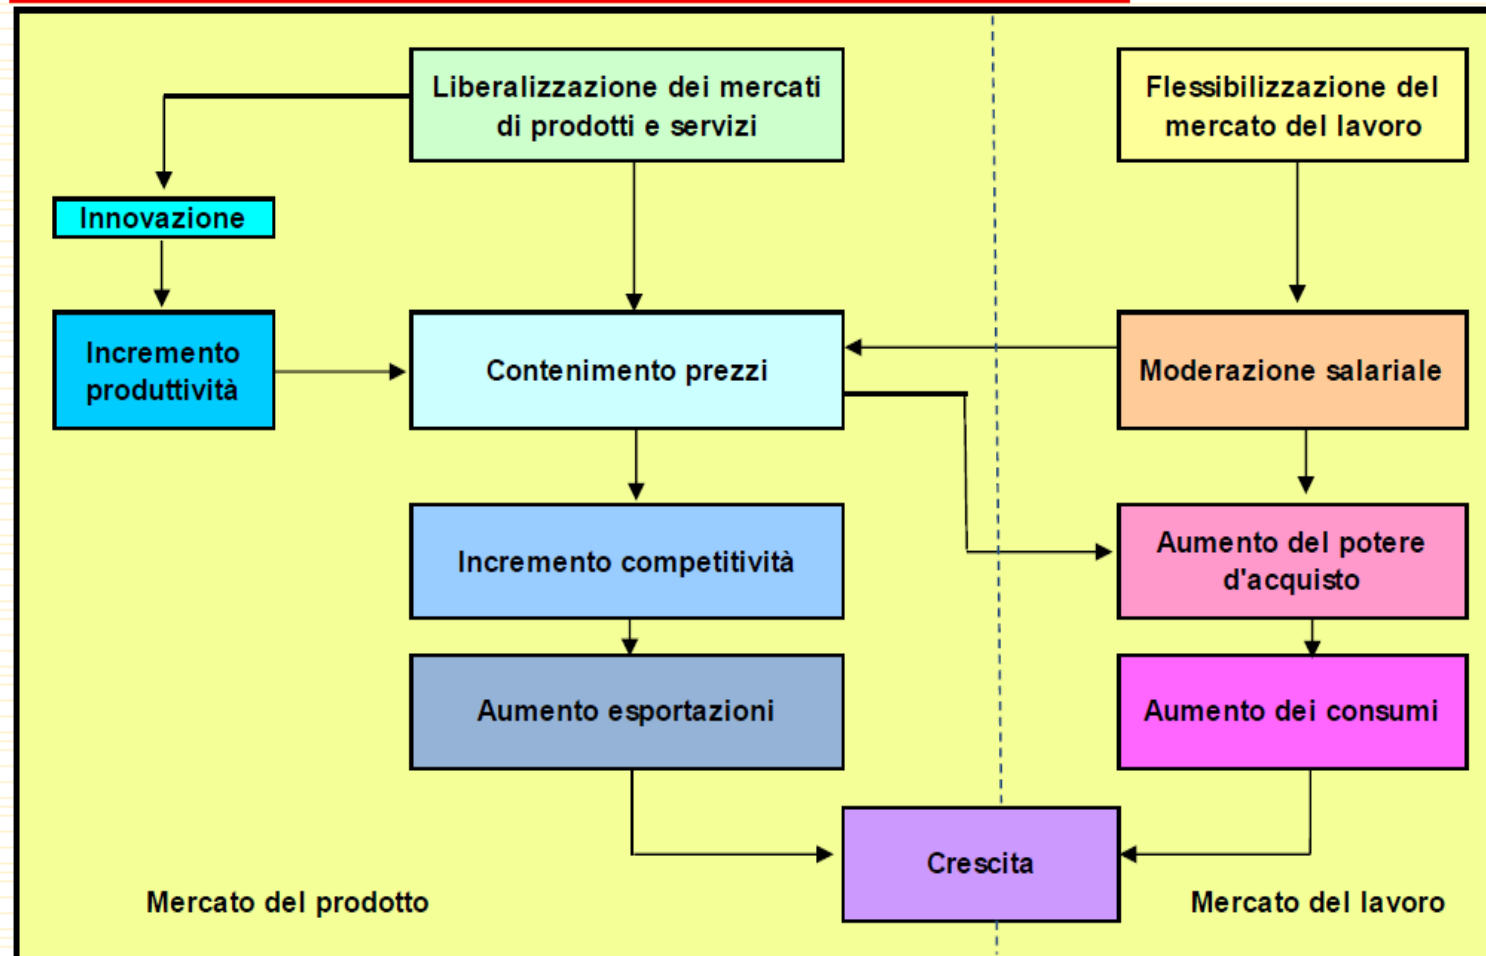 Liberalizzazione dei mercati
di prodotti e servizi
Flessibilizzazione del
mercato del lavoro
Innovazione
Incremento
produttività
Contenimento prezzi
Moderazione salariale
Incremento competitività
Aumento del potere
d'acquisto
Aumento esportazioni
Aumento dei consumi
Crescita
Mercato del prodotto
Mercato del lavoro